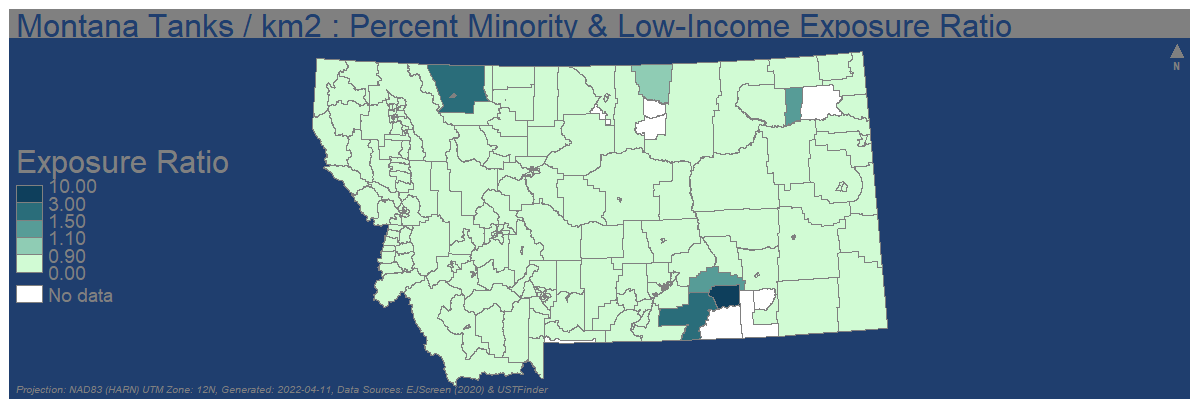 Montana Tanks / km2 : Percent Minority & Low-Income Exposure Ratio
N
Exposure Ratio
10.00
3.00
1.50
1.10
0.90
0.00
No data
Projection: NAD83 (HARN) UTM Zone: 12N, Generated: 2022-04-11, Data Sources: EJScreen (2020) & USTFinder